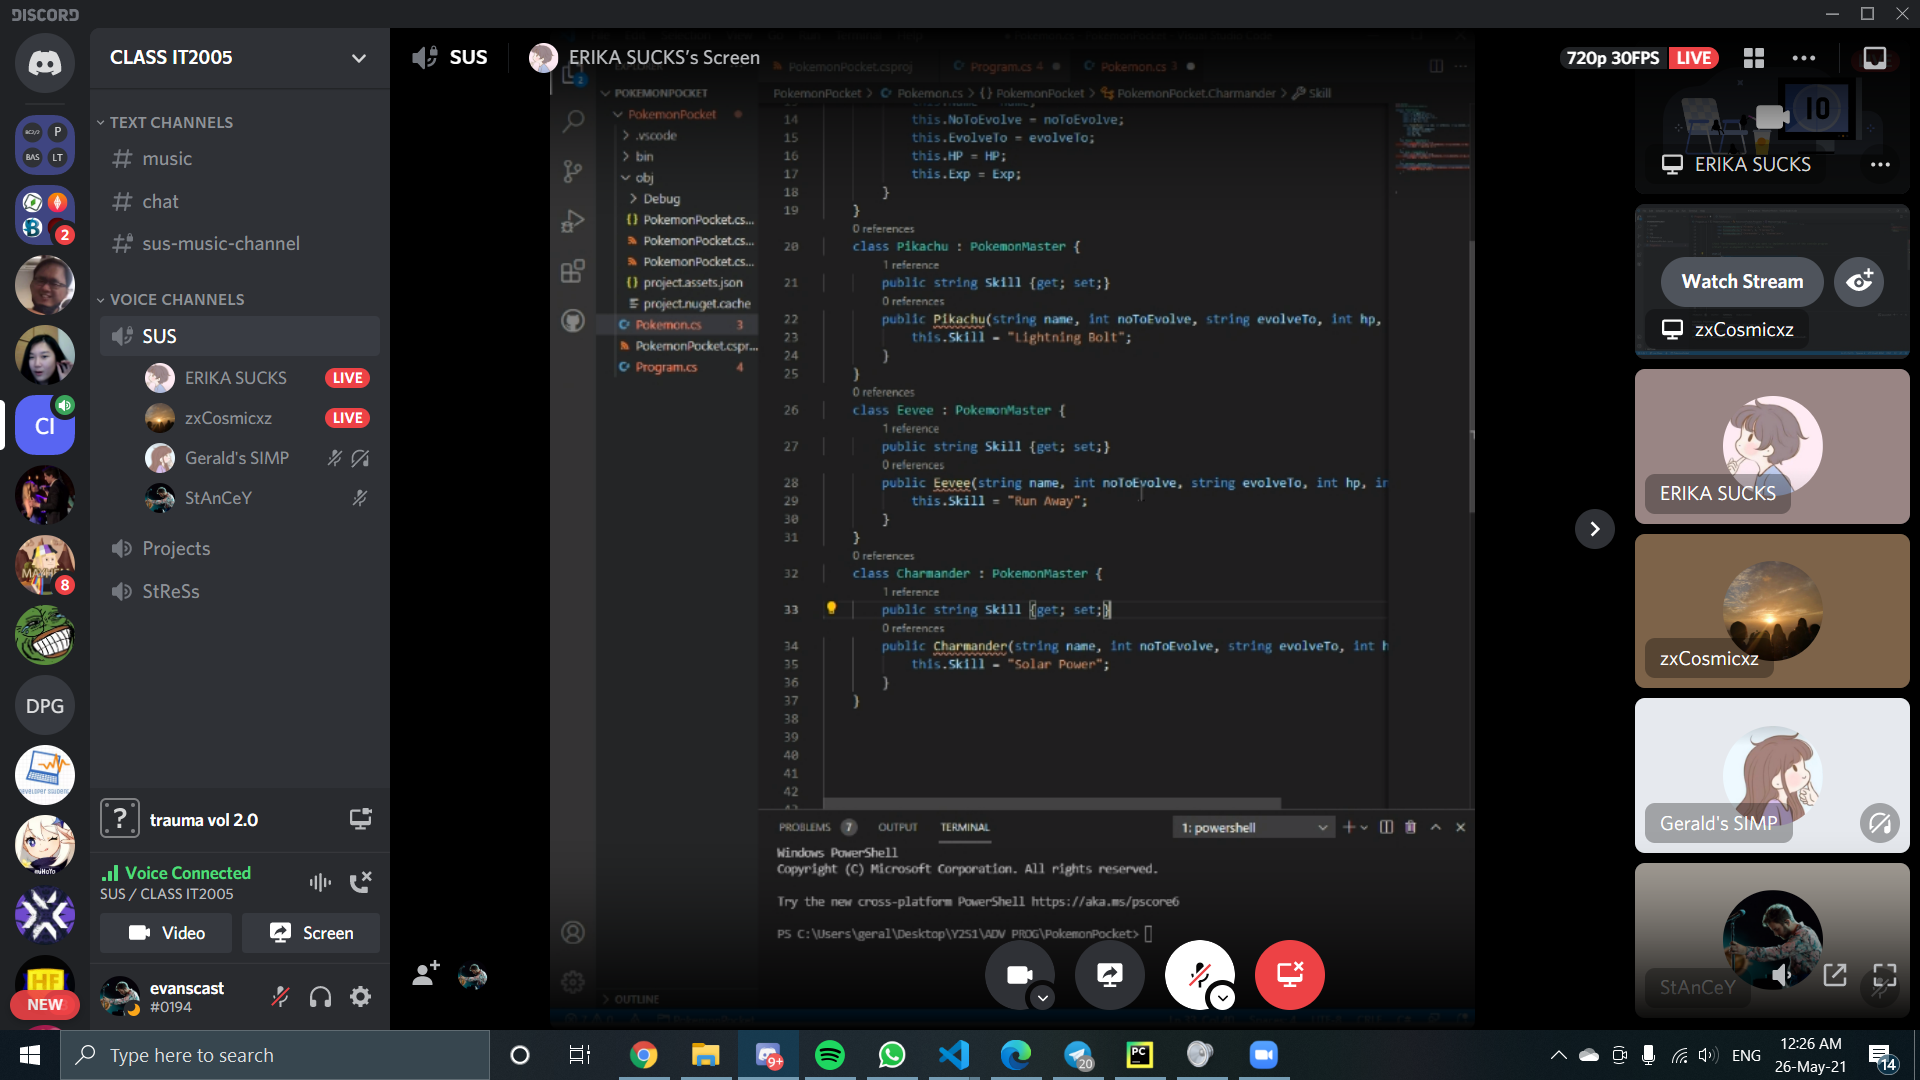 DISCORD
CLASS IT2005
TEXT CHANNELS
music
chat
sus-music-channel
VOICE CHANNELS
SUS
ERIKA SUCKS LIVE
zxCosmicxz LIVE
Gerald's SIMP
StAnCeY
Projects
StReSs
BC2/2 P
BAS LT
2
CI
8
DPG
NEW
trauma vol 2.0
Voice Connected
SUS / CLASS IT2005
Video
Screen
evanscast
#0194
SUS
ERIKA SUCKS's Screen
720p 30FPS LIVE
PokemonPocket.csproj
Program.cs 4
Pokemon.cs 3
PokemonPocket > Pokemon.cs > {} PokemonPocket > PokemonPocket.Charmander > Skill
POKEMONPOCKET
PokemonPocket
.vscode
bin
obj
Debug
PokemonPocket.cs...
PokemonPocket.cs...
PokemonPocket.cs...
project.assets.json
project.nuget.cache
Pokemon.cs 3
PokemonPocket.cspr...
Program.cs 4
OUTLINE
14 this.NoToEvolve = noToEvolve;
15 this.EvolveTo = evolveTo;
16 this.HP = HP;
17 this.Exp = Exp;
18 }
19 }
0 references
20 class Pikachu : PokemonMaster {
1 reference
21 public string Skill {get; set;}
0 references
22 public Pikachu(string name, int noToEvolve, string evolveTo, int hp,
23 this.Skill = "Lightning Bolt";
24 }
25 }
0 references
26 class Eevee : PokemonMaster {
1 reference
27 public string Skill {get; set;}
0 references
28 public Eevee(string name, int noToEvolve, string evolveTo, int hp, in
29 this.Skill = "Run Away";
30 }
31 }
0 references
32 class Charmander : PokemonMaster {
1 reference
33 public string Skill {get; set;}
0 references
34 public Charmander(string name, int noToEvolve, string evolveTo, int h
35 this.Skill = "Solar Power";
36 }
37 }
38
39
40
41
42
PROBLEMS 7 OUTPUT TERMINAL 1: powershell
Windows PowerShell
Copyright (C) Microsoft Corporation. All rights reserved.
Try the new cross-platform PowerShell https://aka.ms/pscore6
PS C:\Users\geral\Desktop\Y2S1\ADV PROG\PokemonPocket>
10
ERIKA SUCKS
Watch Stream
zxCosmicxz
ERIKA SUCKS
zxCosmicxz
Gerald's SIMP
StAnCeY
Type here to search
9+
20
PC
ENG
12:26 AM
26-May-21
14